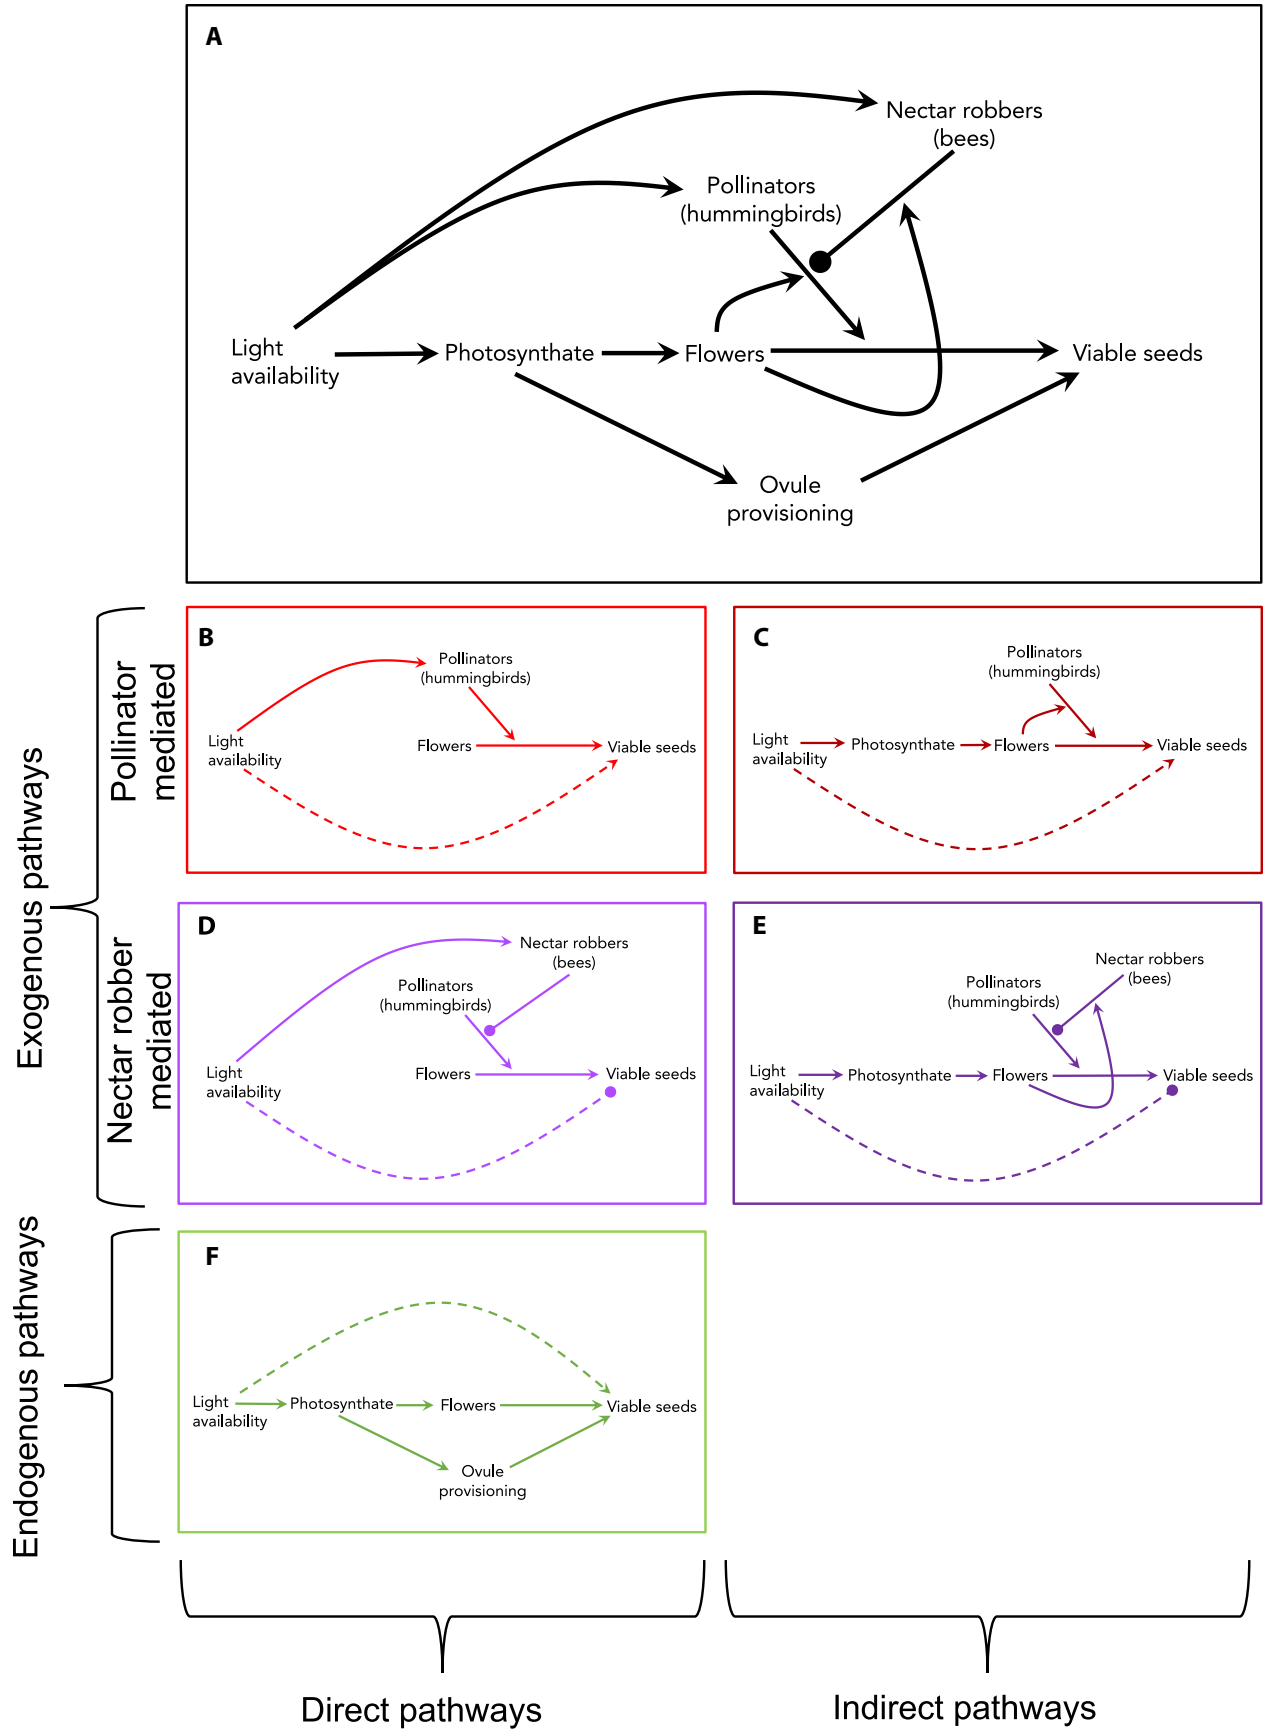 A
Nectar robbers
(bees)
Pollinators
(hummingbirds)
Light
availability
Photosynthate
Flowers
Viable seeds
Ovule
provisioning
Exogenous pathways
Pollinator
mediated
B
Pollinators
(hummingbirds)
Light
availability
Flowers
Viable seeds
C
Pollinators
(hummingbirds)
Light
availability
Photosynthate
Flowers
Viable seeds
Nectar robber
mediated
D
Nectar robbers
(bees)
Pollinators
(hummingbirds)
Light
availability
Flowers
Viable seeds
E
Nectar robbers
(bees)
Pollinators
(hummingbirds)
Light
availability
Photosynthate
Flowers
Viable seeds
Endogenous pathways
F
Light
availability
Photosynthate
Flowers
Viable seeds
Ovule
provisioning
Direct pathways
Indirect pathways